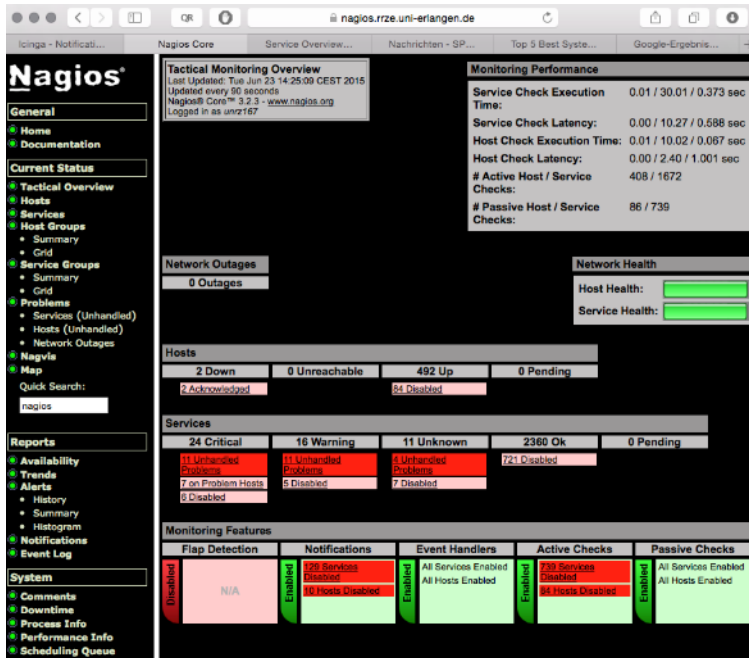 QR
nagios.rrze.uni-erlangen.de
Icinga - Notificati...
Nagios Core
Service Overview...
Nachrichten - SP...
Top 5 Best Syste...
Google-Ergebnis...
Nagios®
General
Home
Documentation
Current Status
Tactical Overview
Hosts
Services
Host Groups
Summary
Grid
Service Groups
Summary
Grid
Problems
Services (Unhandled)
Hosts (Unhandled)
Network Outages
Nagvis
Map
Quick Search:
nagios
Reports
Availability
Trends
Alerts
History
Summary
Histogram
Notifications
Event Log
System
Comments
Downtime
Process Info
Performance Info
Scheduling Queue
Tactical Monitoring Overview
Last Updated: Tue Jun 23 14:25:09 CEST 2015
Updated every 90 seconds
Nagios® Core™ 3.2.3 - www.nagios.org
Logged in as unrz167
Monitoring Performance
Service Check Execution Time: 0.01 / 30.01 / 0.373 sec
Service Check Latency: 0.00 / 10.27 / 0.588 sec
Host Check Execution Time: 0.01 / 10.02 / 0.067 sec
Host Check Latency: 0.00 / 2.40 / 1.001 sec
# Active Host / Service Checks: 408 / 1672
# Passive Host / Service Checks: 86 / 739
Network Outages
0 Outages
Network Health
Host Health:
Service Health:
Hosts
2 Down 0 Unreachable 492 Up 0 Pending
2 Acknowledged 84 Disabled
Services
24 Critical 16 Warning 11 Unknown 2360 Ok 0 Pending
11 Unhandled Problems 11 Unhandled Problems 4 Unhandled Problems 721 Disabled
7 on Problem Hosts 5 Disabled 7 Disabled
6 Disabled
Monitoring Features
Flap Detection Notifications Event Handlers Active Checks Passive Checks
Disabled
N/A
Enabled
129 Services Disabled
10 Hosts Disabled
Enabled
All Services Enabled
All Hosts Enabled
Enabled
739 Services Disabled
84 Hosts Disabled
Enabled
All Services Enabled
All Hosts Enabled